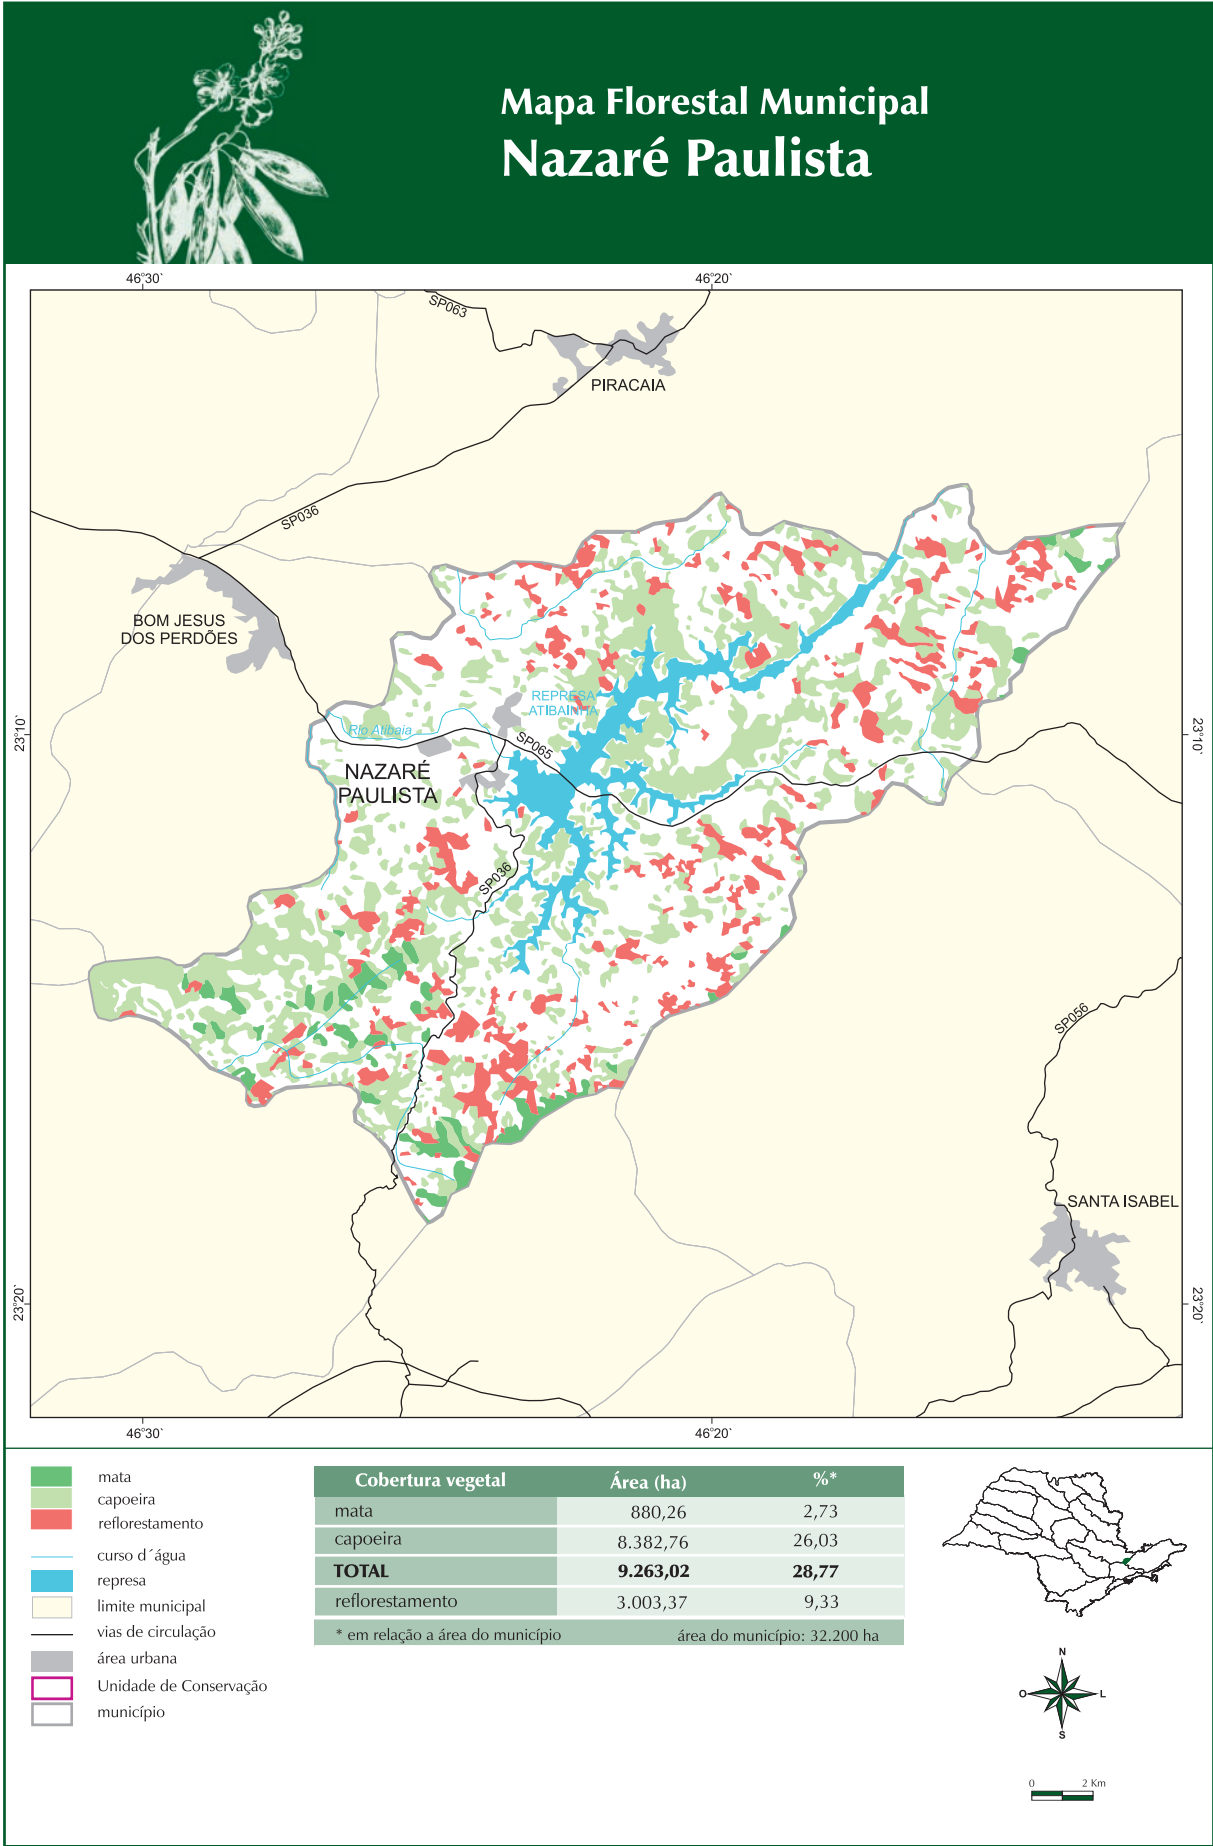 Mapa Florestal Municipal
Nazaré Paulista
46°30`
46°20`
SP063
PIRACAIA
SP036
BOM JESUS
DOS PERDÕES
REPRESA
ATIBAINHA
Rio Atibaia
SP065
23°10`
23°10`
NAZARÉ
PAULISTA
SP036
SP056
SANTA ISABEL
23°20`
23°20`
46°30`
46°20`
mata
capoeira
reflorestamento
curso d´água
represa
limite municipal
vias de circulação
área urbana
Unidade de Conservação
município
Cobertura vegetal Área (ha) %*
mata 880,26 2,73
capoeira 8.382,76 26,03
TOTAL 9.263,02 28,77
reflorestamento 3.003,37 9,33
* em relação a área do município área do município: 32.200 ha
N
O L
S
0 2 Km